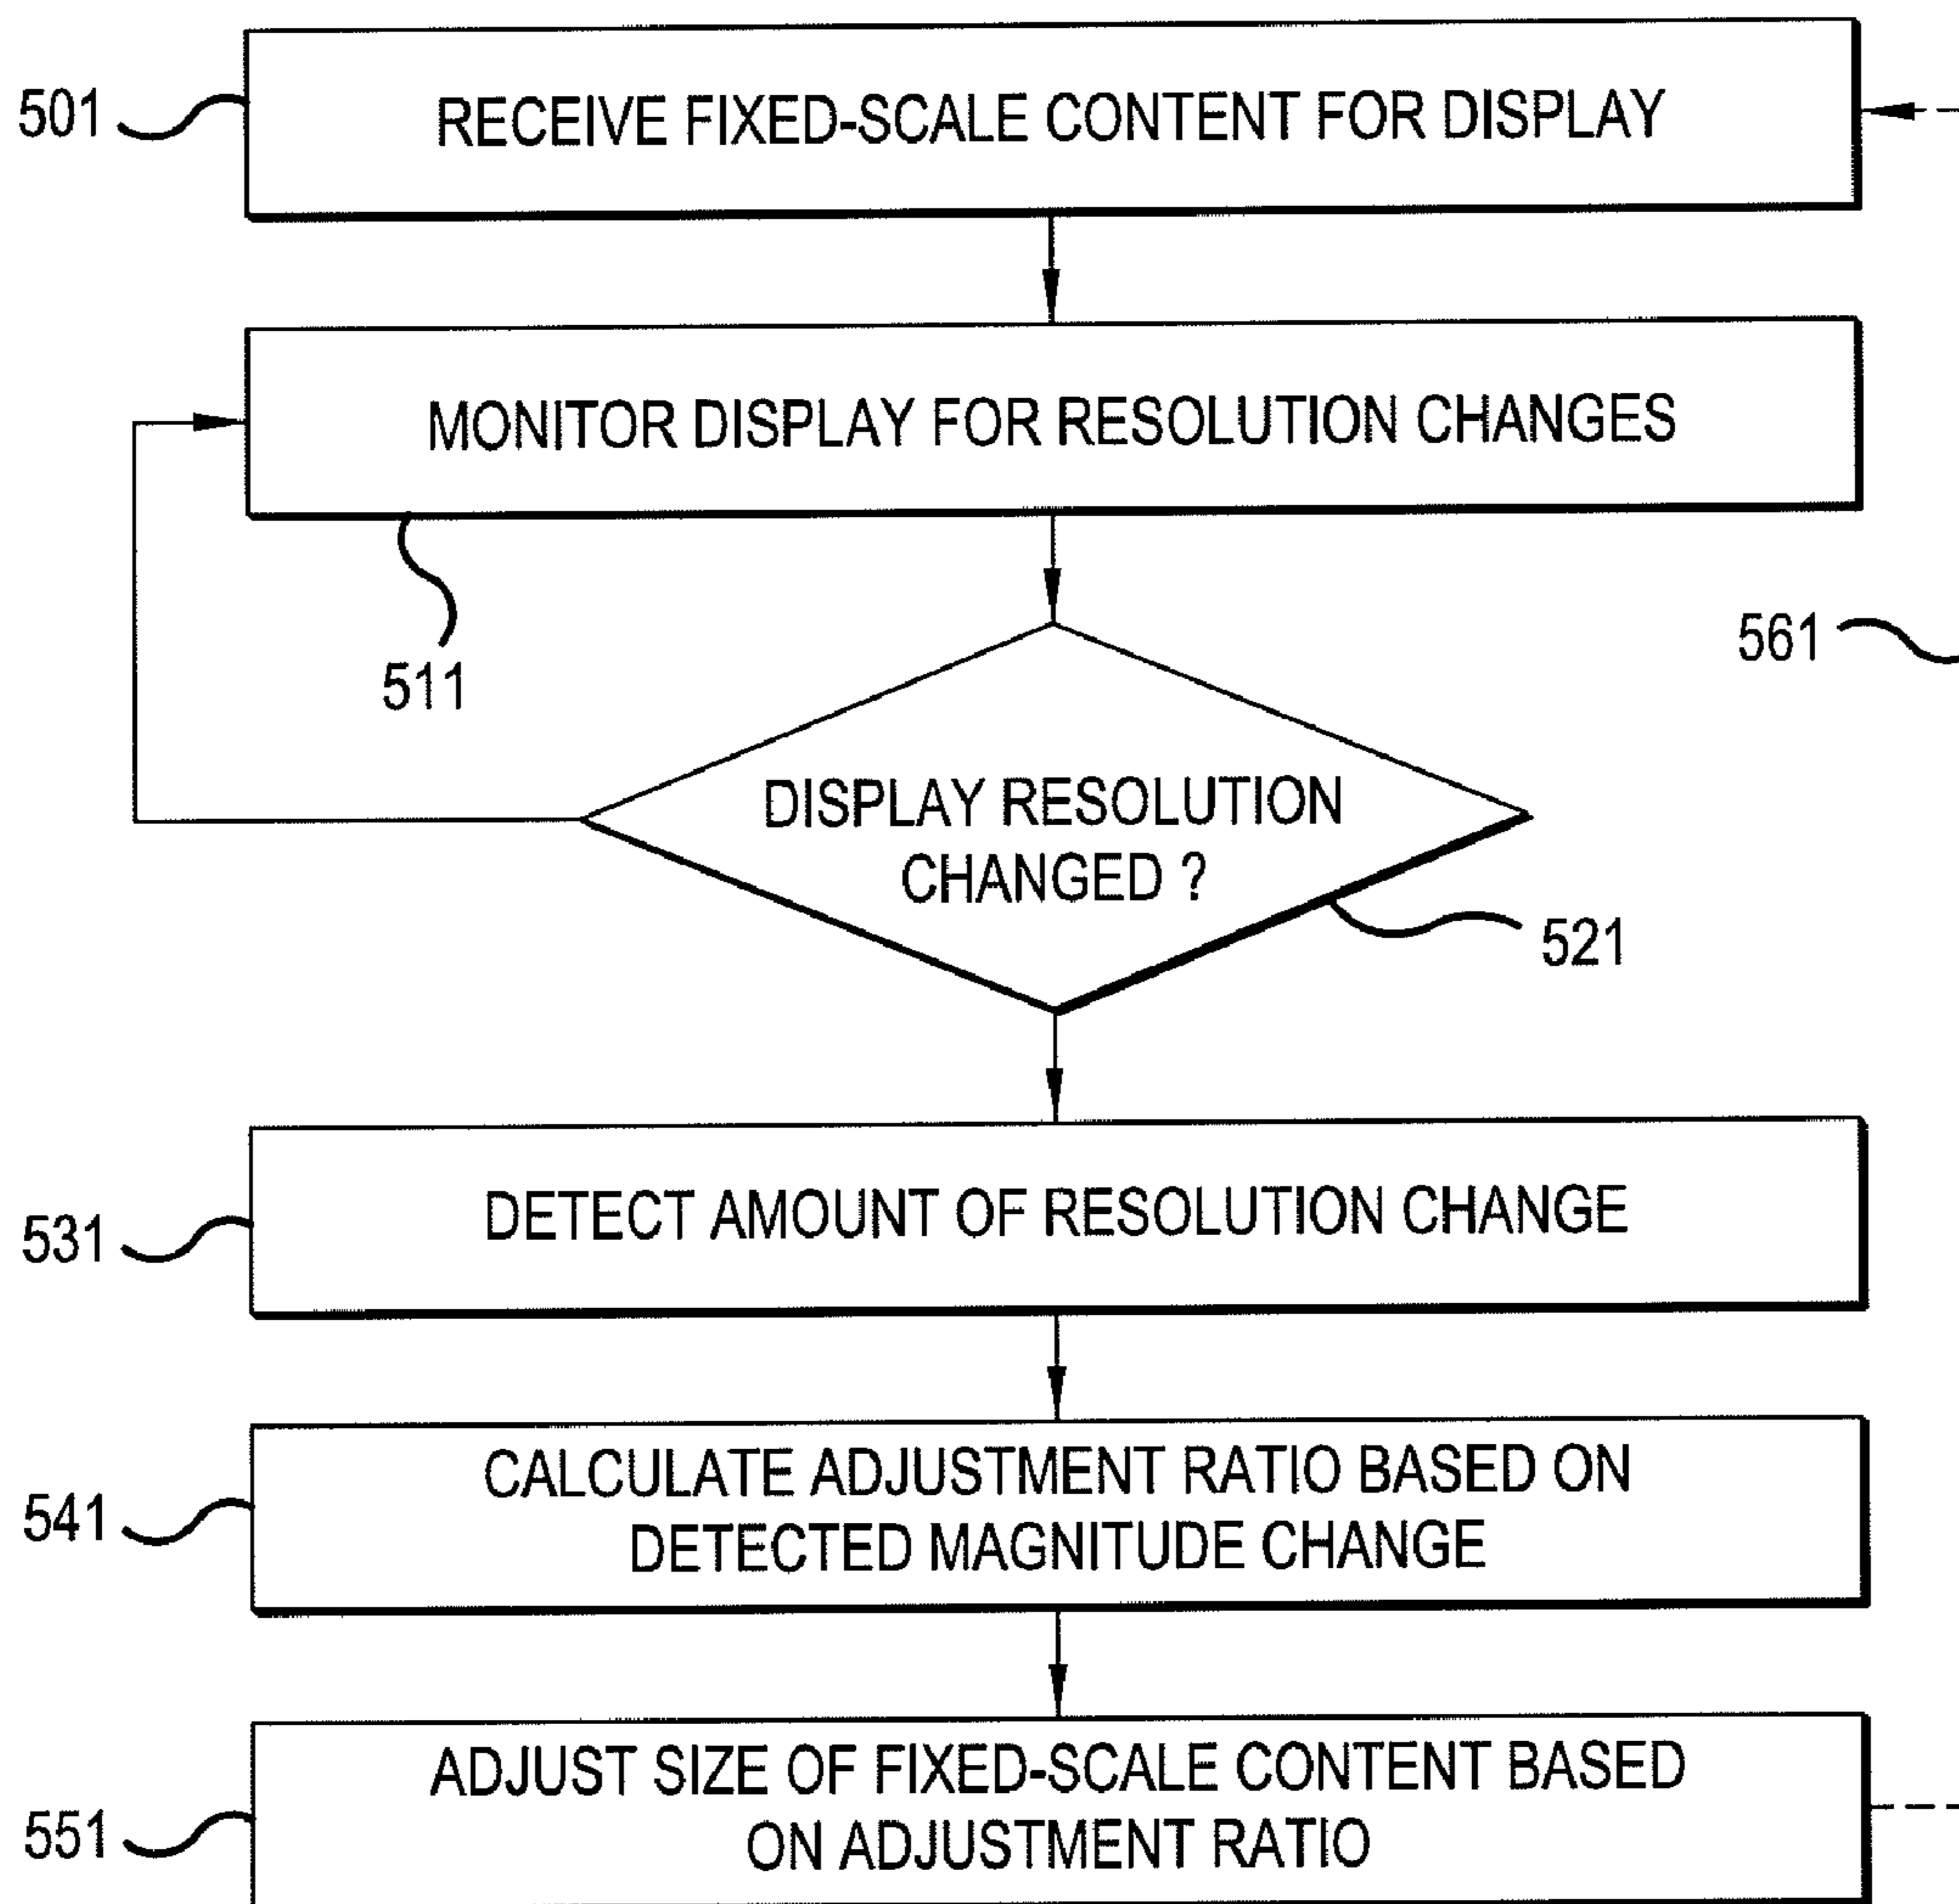 501
RECEIVE FIXED-SCALE CONTENT FOR DISPLAY
MONITOR DISPLAY FOR RESOLUTION CHANGES
511
561
DISPLAY RESOLUTION
CHANGED ?
521
531
DETECT AMOUNT OF RESOLUTION CHANGE
541
CALCULATE ADJUSTMENT RATIO BASED ON
DETECTED MAGNITUDE CHANGE
551
ADJUST SIZE OF FIXED-SCALE CONTENT BASED
ON ADJUSTMENT RATIO